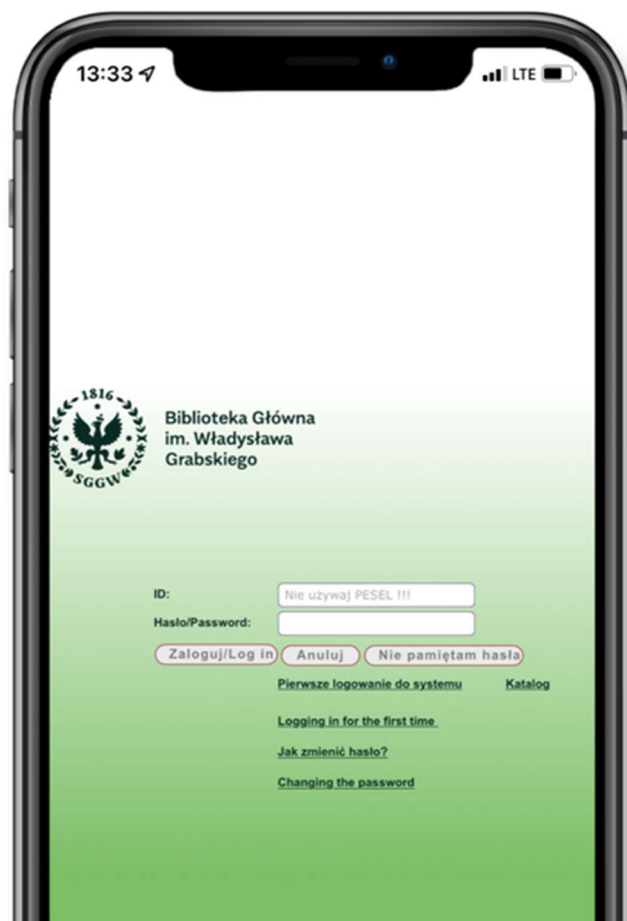 13:33
LTE
1816
SGGW
Biblioteka Główna
im. Władysława
Grabskiego
ID:
Nie używaj PESEL !!!
Hasło/Password:
Zaloguj/Log in
Anuluj
Nie pamiętam hasła
Pierwsze logowanie do systemu
Katalog
Logging in for the first time
Jak zmienić hasło?
Changing the password